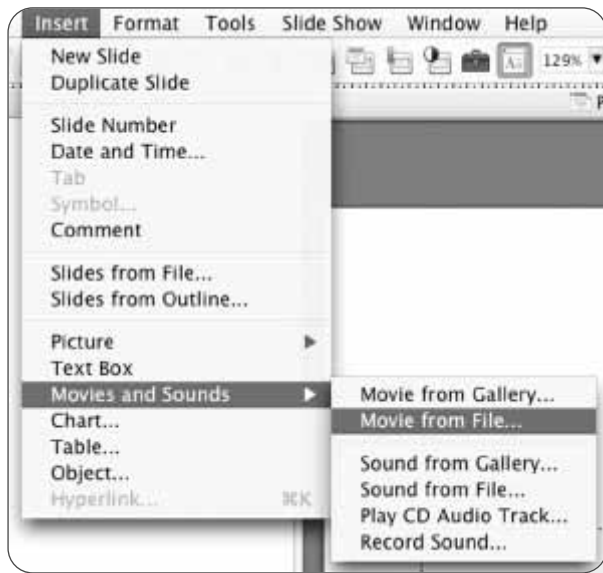 Insert Format Tools Slide Show Window Help
129%
New Slide
Duplicate Slide
Slide Number
Date and Time...
Tab
Symbol...
Comment
Slides from File...
Slides from Outline...
Picture
Text Box
Movies and Sounds
Chart...
Table...
Object...
Hyperlink... ⌘K
Movie from Gallery...
Movie from File...
Sound from Gallery...
Sound from File...
Play CD Audio Track...
Record Sound...